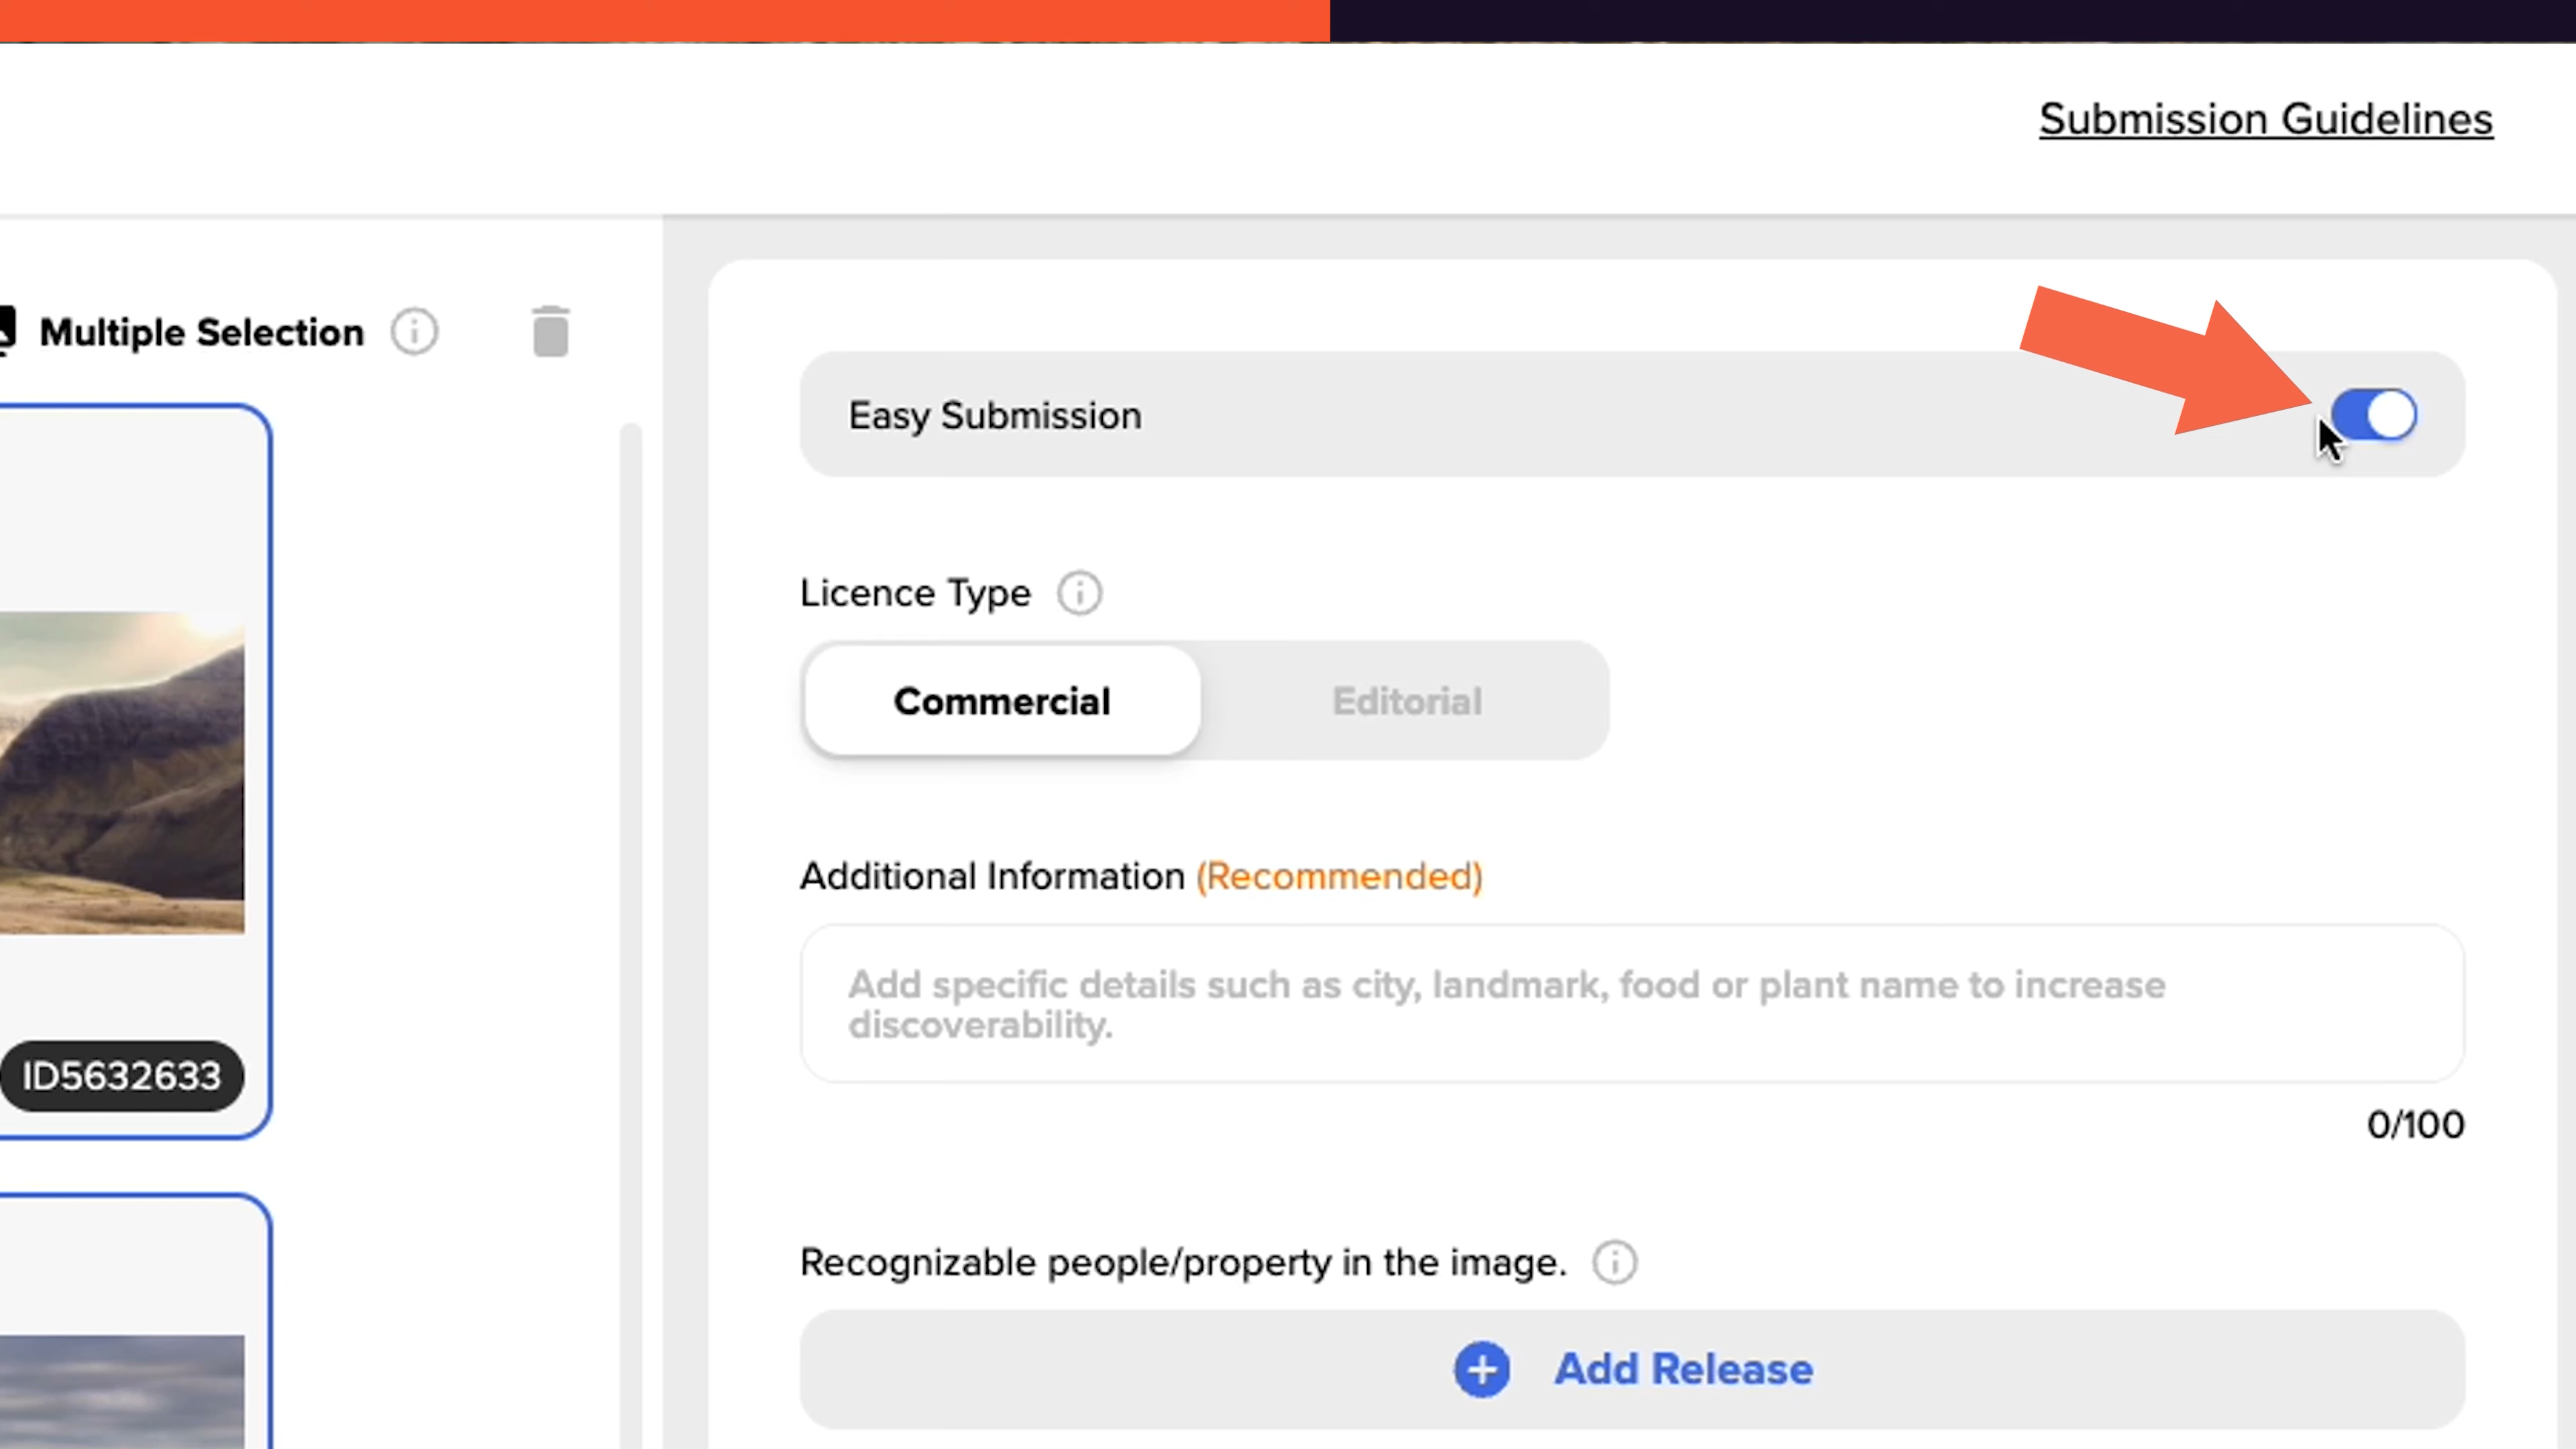 Submission Guidelines
Multiple Selection
ID5632633
Easy Submission
Licence Type
Commercial
Editorial
Additional Information (Recommended)
Add specific details such as city, landmark, food or plant name to increase
discoverability.
0/100
Recognizable people/property in the image.
Add Release